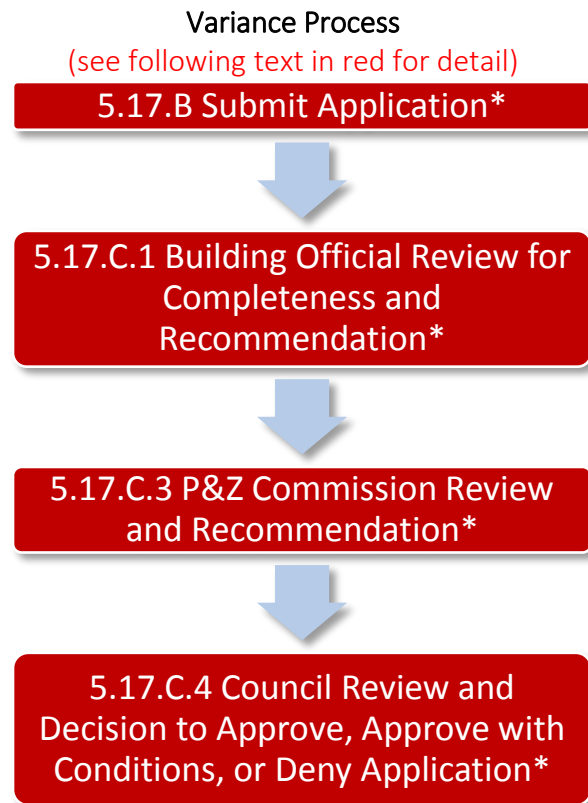 Variance Process
(see following text in red for detail)
5.17.B Submit Application*
5.17.C.1 Building Official Review for
Completeness and
Recommendation*
5.17.C.3 P&Z Commission Review
and Recommendation*
5.17.C.4 Council Review and
Decision to Approve, Approve with
Conditions, or Deny Application*